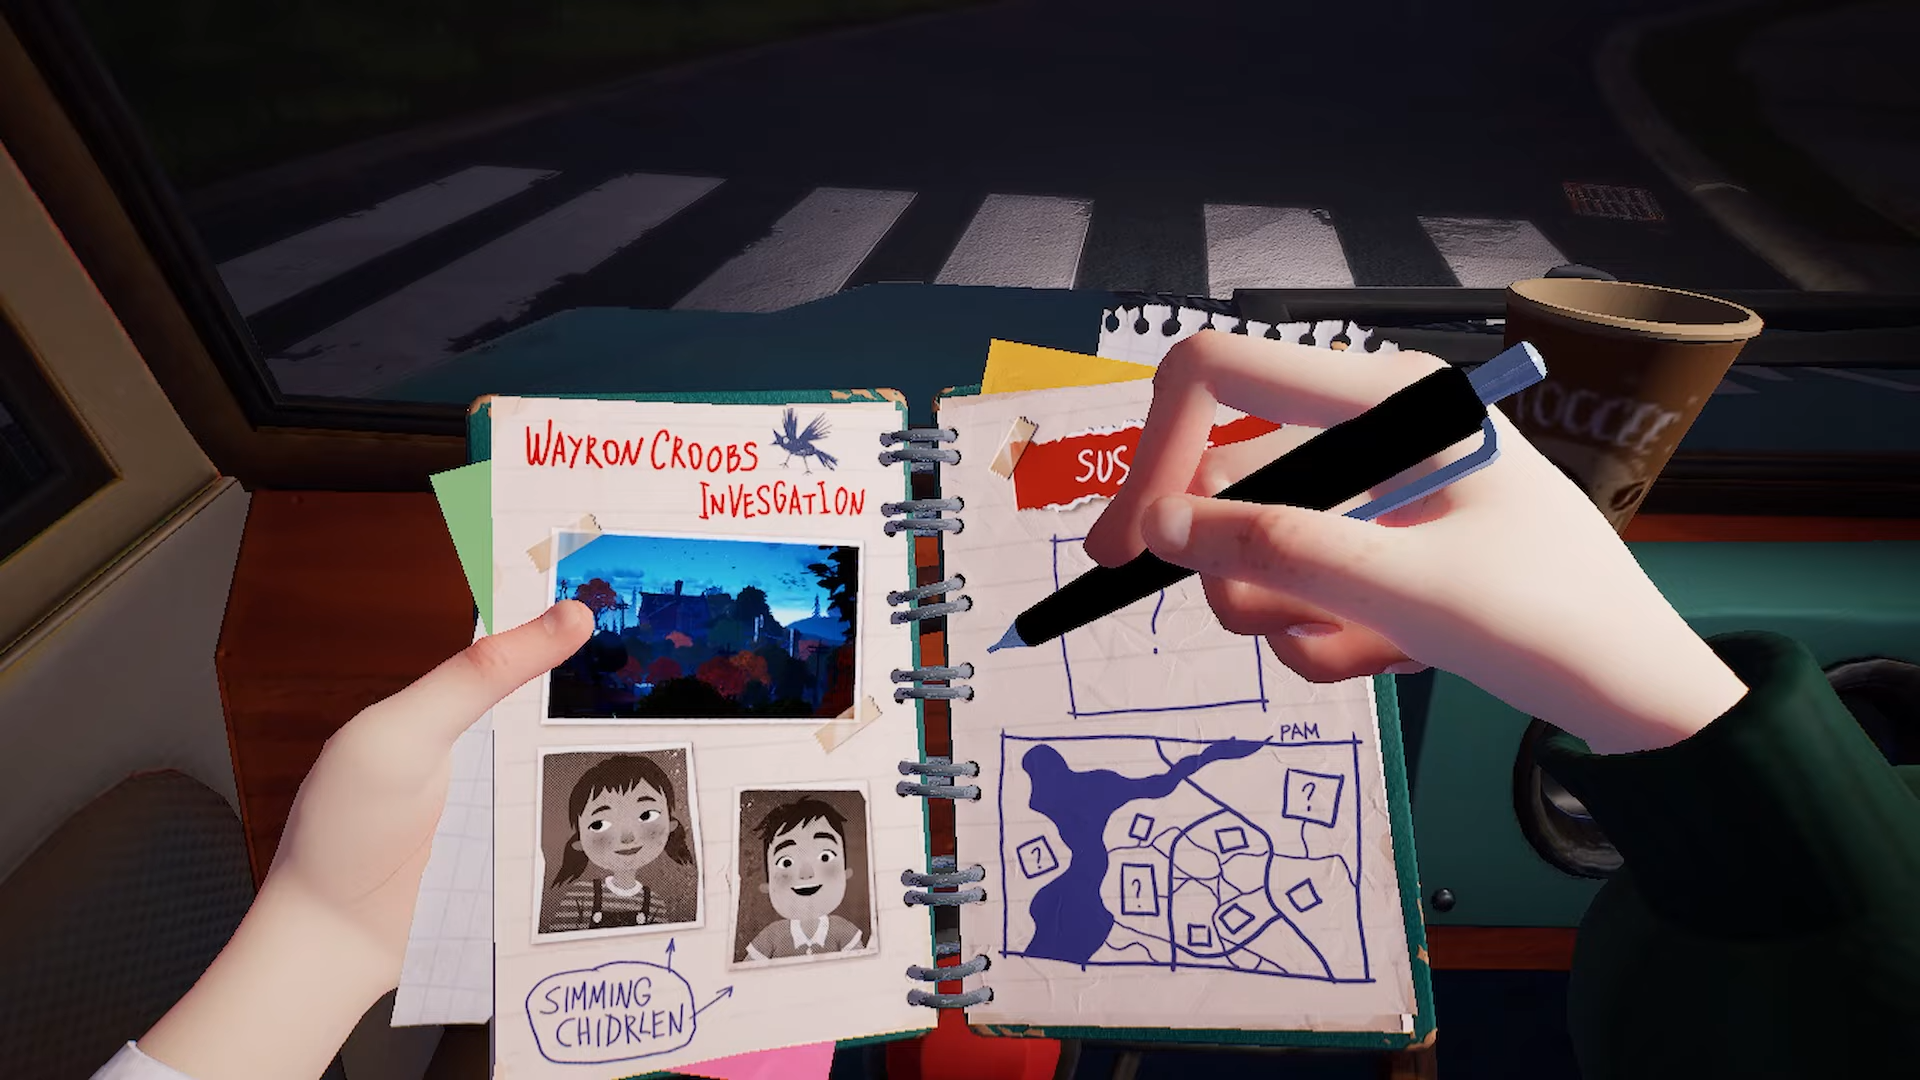 WAYRON CROOBS
INVESGATION
SUS
?
PAM
?
?
?
SIMMING
CHIDRLEN